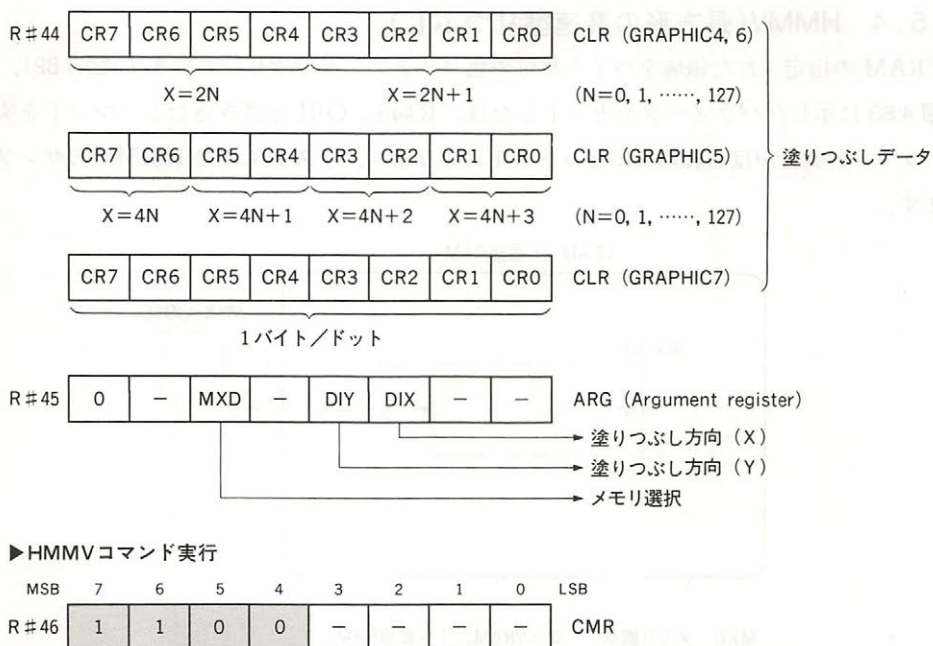 R#44 CR7 CR6 CR5 CR4 CR3 CR2 CR1 CR0 CLR (GRAPHIC4, 6)
X=2N X=2N+1 (N=0, 1, ……, 127)
CR7 CR6 CR5 CR4 CR3 CR2 CR1 CR0 CLR (GRAPHIC5) 塗りつぶしデータ
X=4N X=4N+1 X=4N+2 X=4N+3 (N=0, 1, ……, 127)
CR7 CR6 CR5 CR4 CR3 CR2 CR1 CR0 CLR (GRAPHIC7)
1バイト/ドット
R#45 0 − MXD − DIY DIX − − ARG (Argument register)
塗りつぶし方向 (X)
塗りつぶし方向 (Y)
メモリ選択
▶HMMVコマンド実行
MSB 7 6 5 4 3 2 1 0 LSB
R#46 1 1 0 0 − − − − CMR